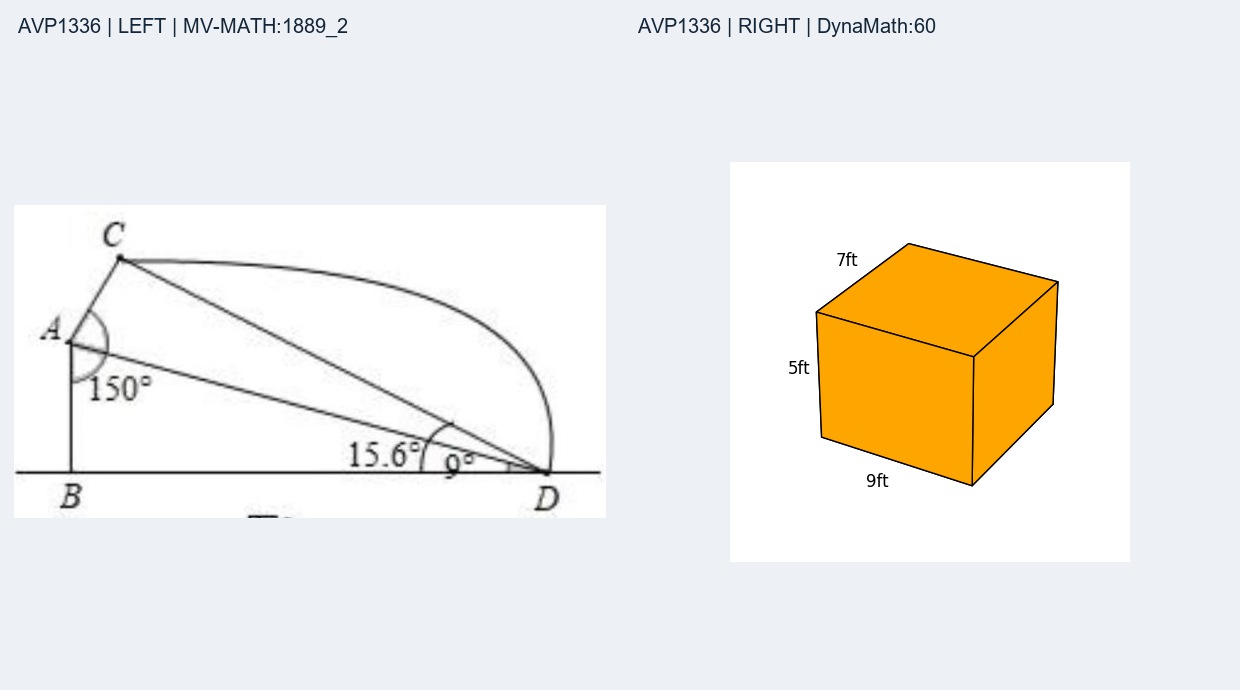 AVP1336 | LEFT | MV-MATH:1889_2
AVP1336 | RIGHT | DynaMath:60
C
A
150°
15.6°
9°
B
D
7ft
5ft
9ft